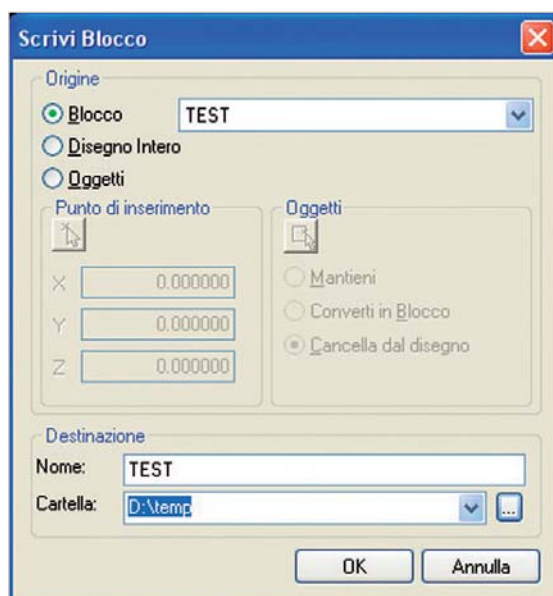 Scrivi Blocco
Origine
Blocco TEST
Disegno Intero
Oggetti
Punto di inserimento
X 0.000000
Y 0.000000
Z 0.000000
Oggetti
Mantieni
Converti in Blocco
Cancella dal disegno
Destinazione
Nome: TEST
Cartella: D:\temp ...
OK Annulla